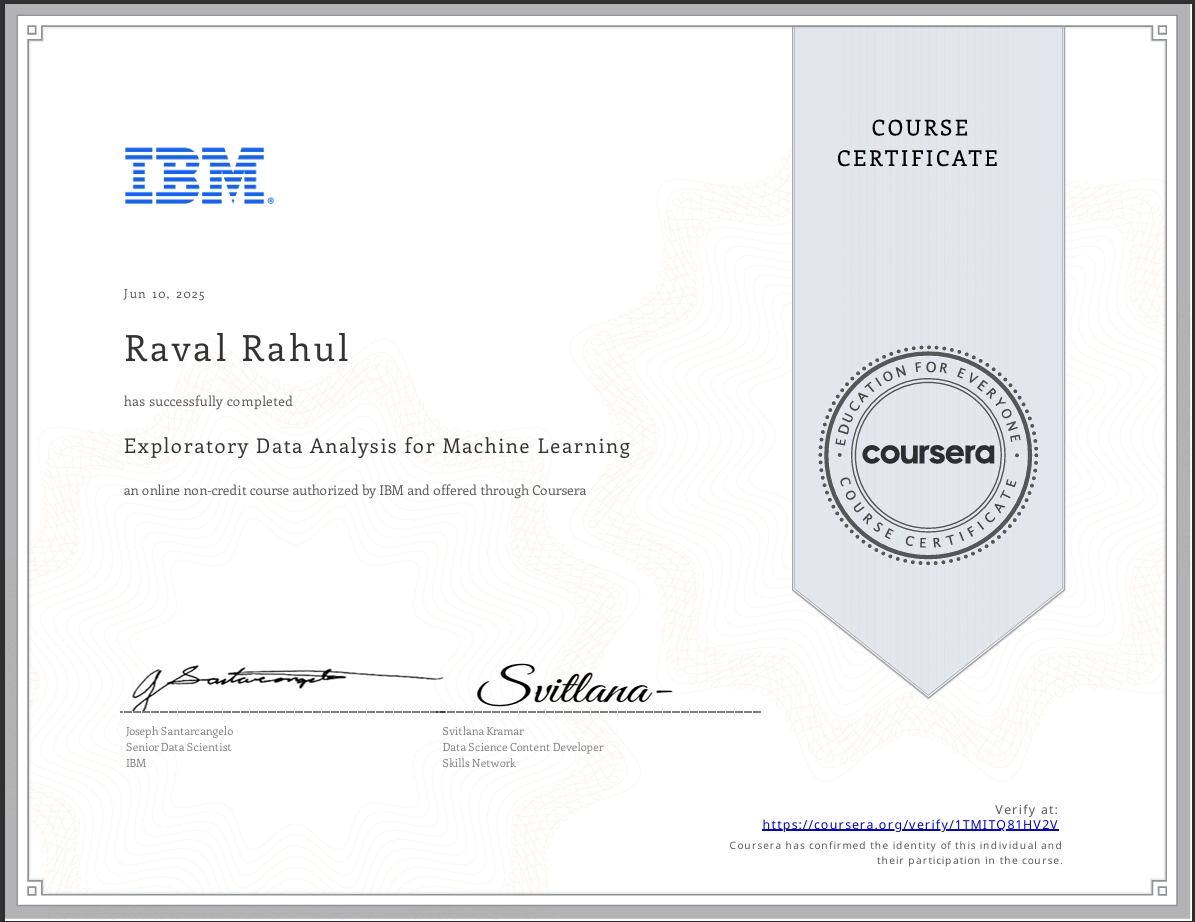 IBM®
COURSE
CERTIFICATE
Jun 10, 2025
Raval Rahul
has successfully completed
Exploratory Data Analysis for Machine Learning
an online non-credit course authorized by IBM and offered through Coursera
EDUCATION FOR EVERYONE
coursera
COURSE CERTIFICATE
J Santarcangelo
Svitlana
Joseph Santarcangelo
Senior Data Scientist
IBM
Svitlana Kramar
Data Science Content Developer
Skills Network
Verify at:
https://coursera.org/verify/1TMITQ81HV2V
Coursera has confirmed the identity of this individual and
their participation in the course.